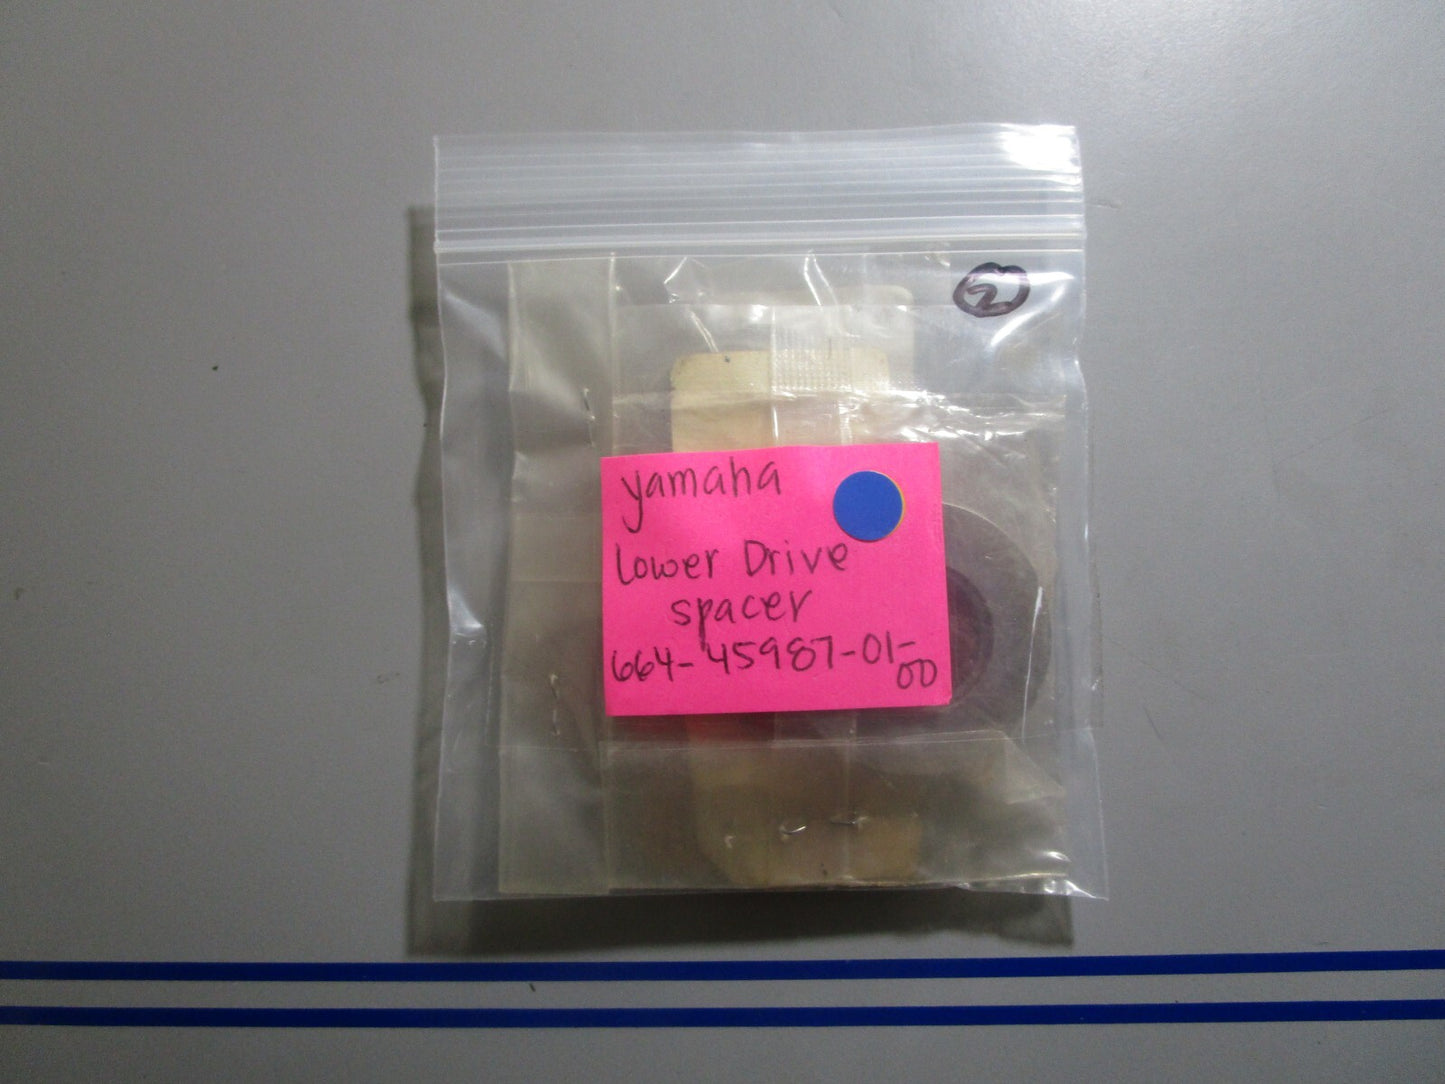 2
yamaha
Lower Drive
spacer
664-45987-01-
00